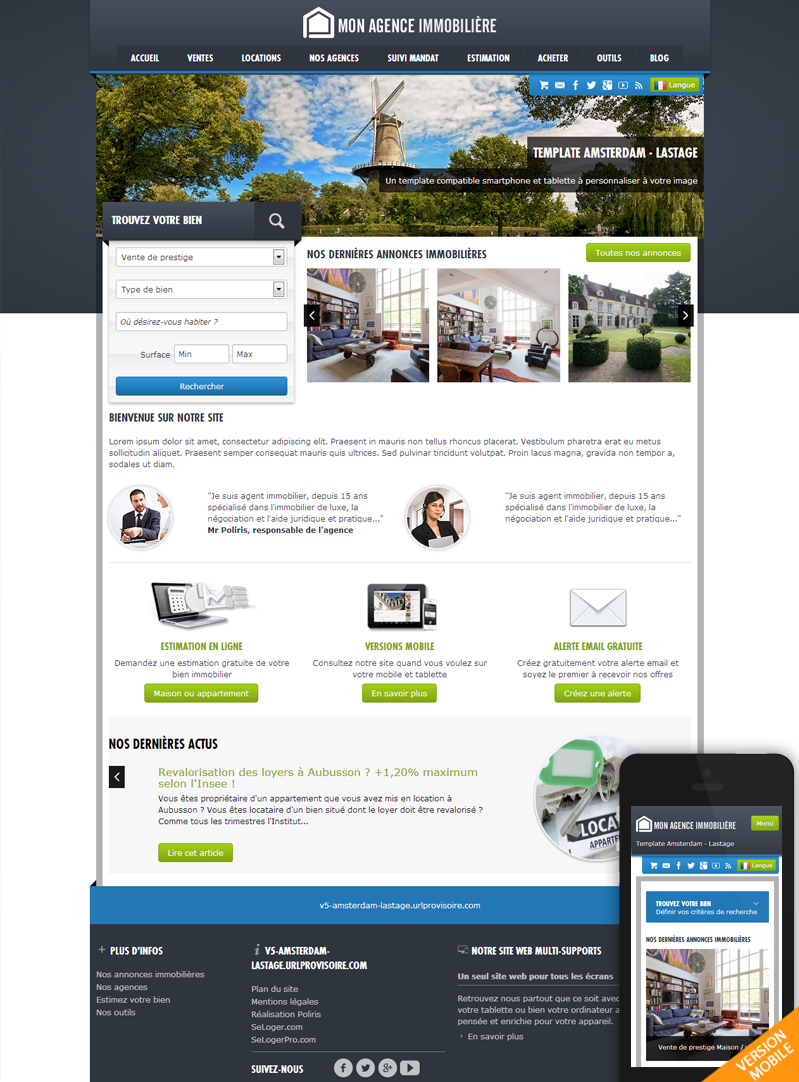 MON AGENCE IMMOBILIÈRE
ACCUEIL VENTES LOCATIONS NOS AGENCES SUIVI MANDAT ESTIMATION ACHETER OUTILS BLOG
Langue
TEMPLATE AMSTERDAM - LASTAGE
Un template compatible smartphone et tablette à personnaliser à votre image
TROUVEZ VOTRE BIEN
Vente de prestige
Type de bien
Où désirez-vous habiter ?
Surface Min Max
Rechercher
NOS DERNIÈRES ANNONCES IMMOBILIÈRES
Toutes nos annonces
BIENVENUE SUR NOTRE SITE
Lorem ipsum dolor sit amet, consectetur adipiscing elit. Praesent in mauris non tellus rhoncus placerat. Vestibulum pharetra erat eu metus
sollicitudin aliquet. Praesent semper consequat mauris quis ultrices. Sed pulvinar tincidunt volutpat. Proin lacus magna, gravida non tempor a,
sodales ut diam.
"Je suis agent immobilier, depuis 15 ans
spécialisé dans l'immobilier de luxe, la
négociation et l'aide juridique et pratique..."
Mr Poliris, responsable de l'agence
"Je suis agent immobilier, depuis 15 ans
spécialisé dans l'immobilier de luxe, la
négociation et l'aide juridique et pratique..."
ESTIMATION EN LIGNE
Demandez une estimation gratuite de votre
bien immobilier
Maison ou appartement
VERSIONS MOBILE
Consultez notre site quand vous voulez sur
votre mobile et tablette
En savoir plus
ALERTE EMAIL GRATUITE
Créez gratuitement votre alerte email et
soyez le premier à recevoir nos offres
Créez une alerte
NOS DERNIÈRES ACTUS
Revalorisation des loyers à Aubusson ? +1,20% maximum
selon l'Insee !
Vous êtes propriétaire d'un appartement que vous avez mis en location à
Aubusson ? Vous êtes locataire d'un bien situé dont le loyer doit être revalorisé ?
Comme tous les trimestres l'Institut...
Lire cet article
LOCA
APPARTEME
v5-amsterdam-lastage.urlprovisoire.com
PLUS D'INFOS
Nos annonces immobilières
Nos agences
Estimez votre bien
Nos outils
V5-AMSTERDAM-
LASTAGE.URLPROVISOIRE.COM
Plan du site
Mentions légales
Réalisation Poliris
SeLoger.com
SeLogerPro.com
SUIVEZ-NOUS
NOTRE SITE WEB MULTI-SUPPORTS
Un seul site web pour tous les écrans
Retrouvez nous partout que ce soit avec
votre tablette ou bien votre ordinateur a
pensée et enrichie pour votre appareil.
En savoir plus
MON AGENCE IMMOBILIÈRE
Menu
Template Amsterdam - Lastage
Langue
TROUVEZ VOTRE BIEN
Définir vos critères de recherche
NOS DERNIÈRES ANNONCES IMMOBILIÈRES
Vente de prestige Maison /
VERSION
MOBILE